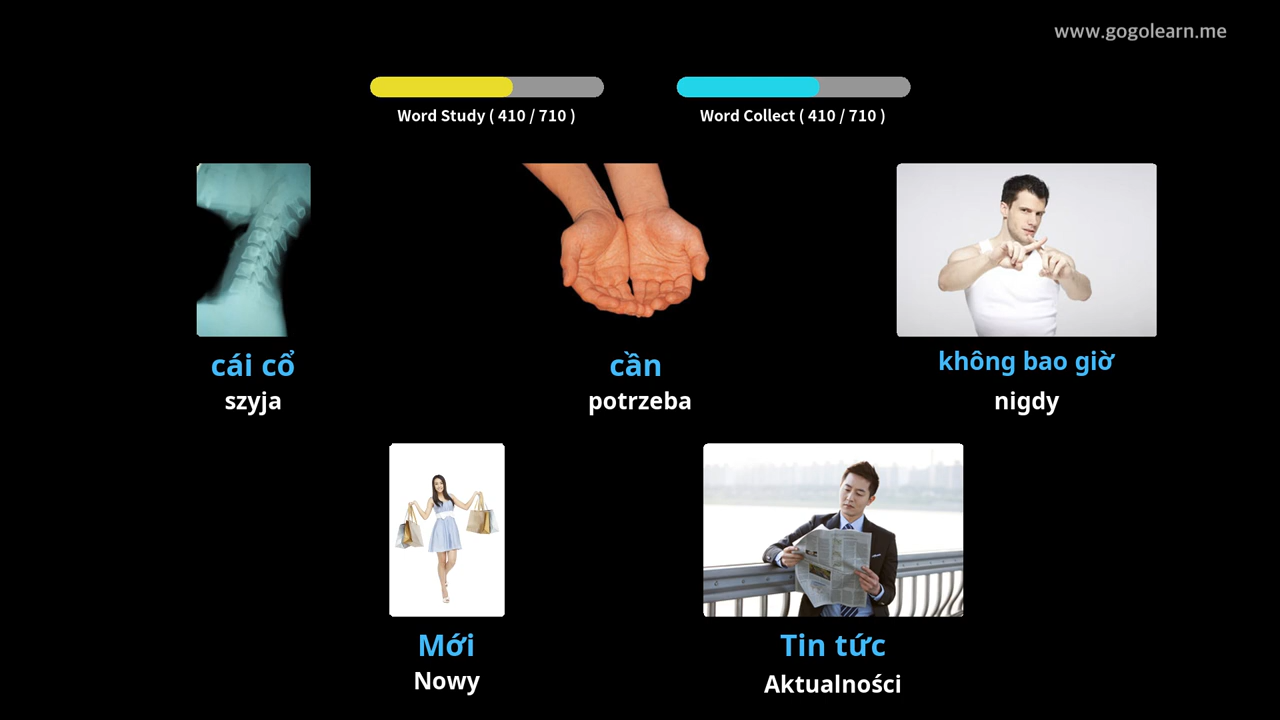 www.gogolearn.me
Word Study ( 410 / 710 )
Word Collect ( 410 / 710 )
cái cổ
szyja
cần
potrzeba
không bao giờ
nigdy
Mới
Nowy
Tin tức
Aktualności